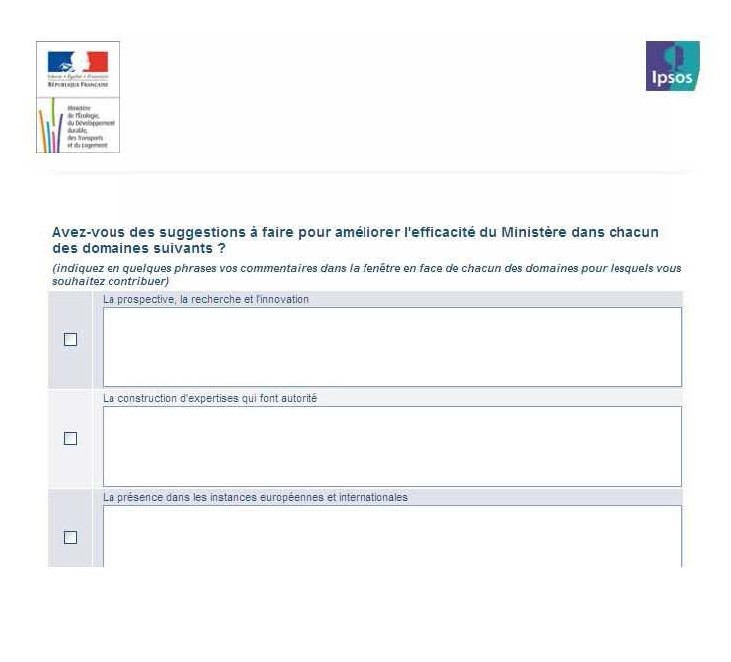 Liberté • Égalité • Fraternité
RÉPUBLIQUE FRANÇAISE
Ministère
de l'Écologie,
du Développement
durable,
des Transports
et du Logement
Ipsos
Avez-vous des suggestions à faire pour améliorer l'efficacité du Ministère dans chacun
des domaines suivants ?
(indiquez en quelques phrases vos commentaires dans la fenêtre en face de chacun des domaines pour lesquels vous
souhaitez contribuer)
La prospective, la recherche et l'innovation
La construction d'expertises qui font autorité
La présence dans les instances européennes et internationales